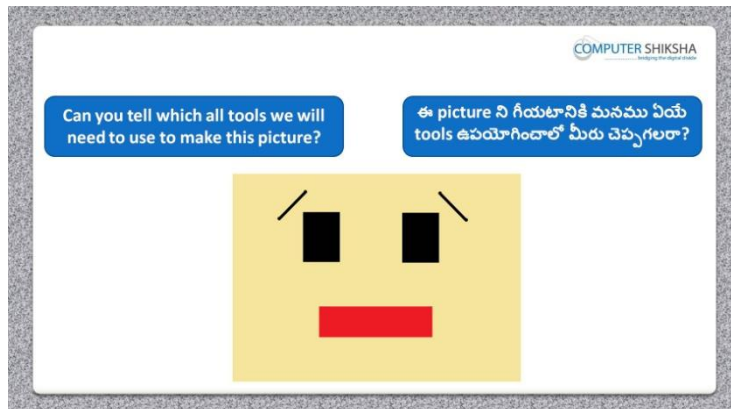 COMPUTER SHIKSHA
bridging the digital divide
Can you tell which all tools we will
need to use to make this picture?
ఈ picture ని గీయటానికి మనము ఏయే
tools ఉపయోగిందాలో మీరు చెప్పగలరా?